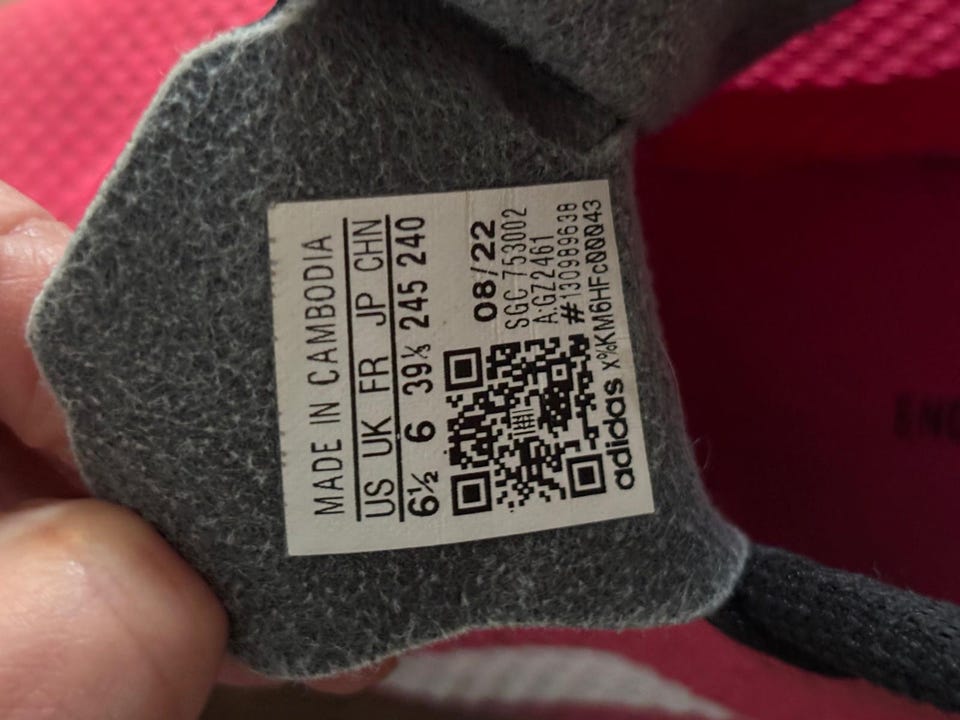 MADE IN CAMBODIA
US UK FR JP CHN
6½ 6 39⅓ 245 240
08/22
SGC 753002
A:GZ2461
#130989638
adidas X%KM6HFc00043